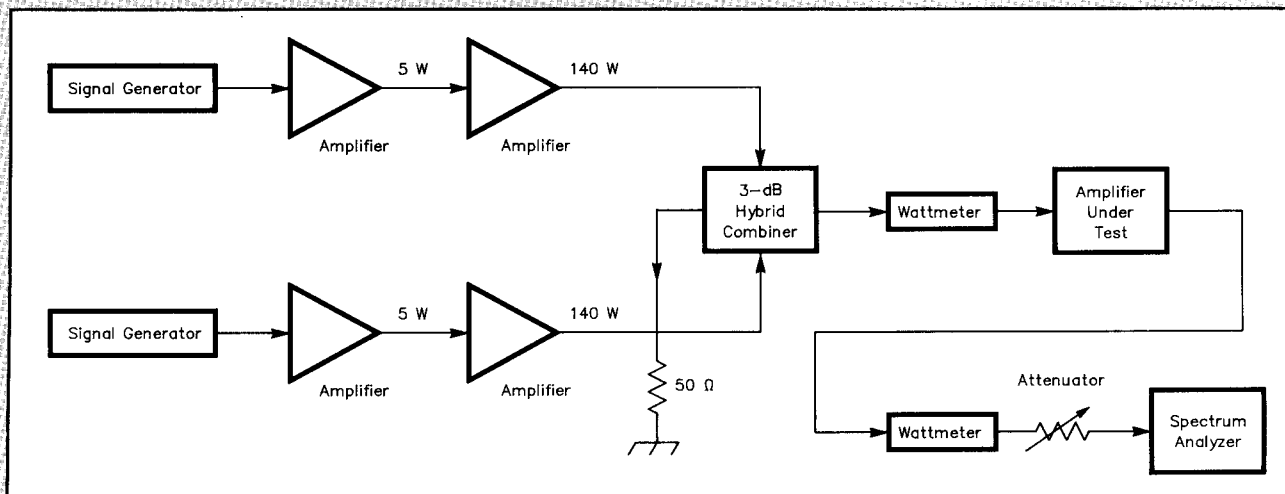 Signal Generator
5 W
140 W
Amplifier
Amplifier
3-dB
Hybrid
Combiner
Wattmeter
Amplifier
Under
Test
Signal Generator
5 W
140 W
Amplifier
Amplifier
50 Ω
Attenuator
Wattmeter
Spectrum
Analyzer